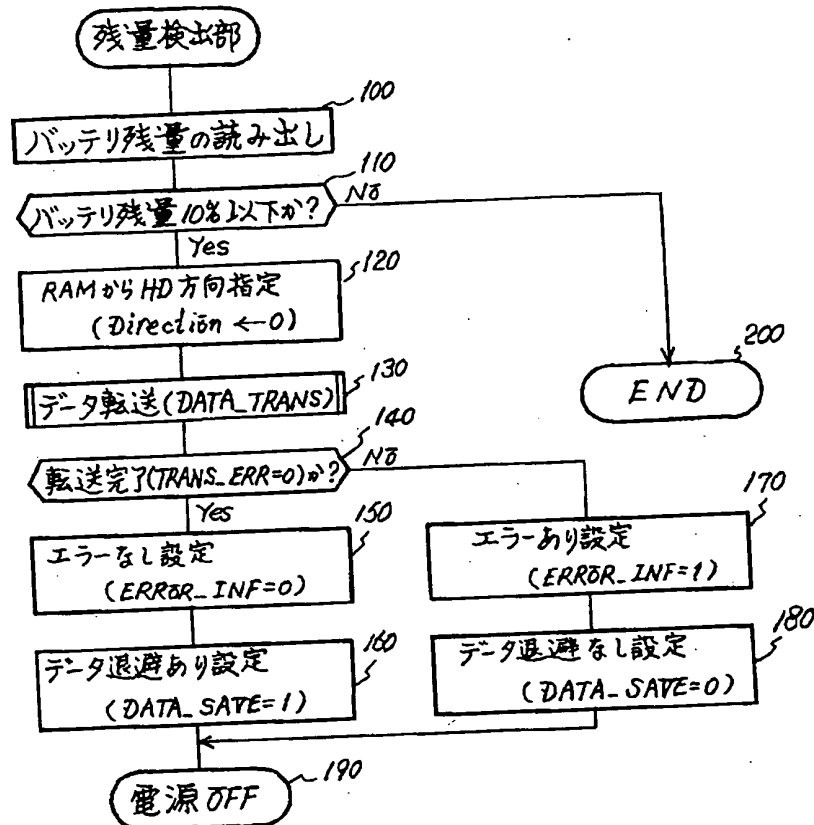 残量検出部
100
バッテリ残量の読み出し
110
バッテリ残量10%以下か?
No
Yes
120
RAMからHD方向指定
(Direction ←0)
200
END
130
データ転送(DATA_TRANS)
140
転送完了(TRANS_ERR=0)か?
No
Yes
150
エラーなし設定
(ERROR_INF=0)
170
エラーあり設定
(ERROR_INF=1)
160
データ退避あり設定
(DATA_SAVE=1)
180
データ退避なし設定
(DATA_SAVE=0)
190
電源OFF